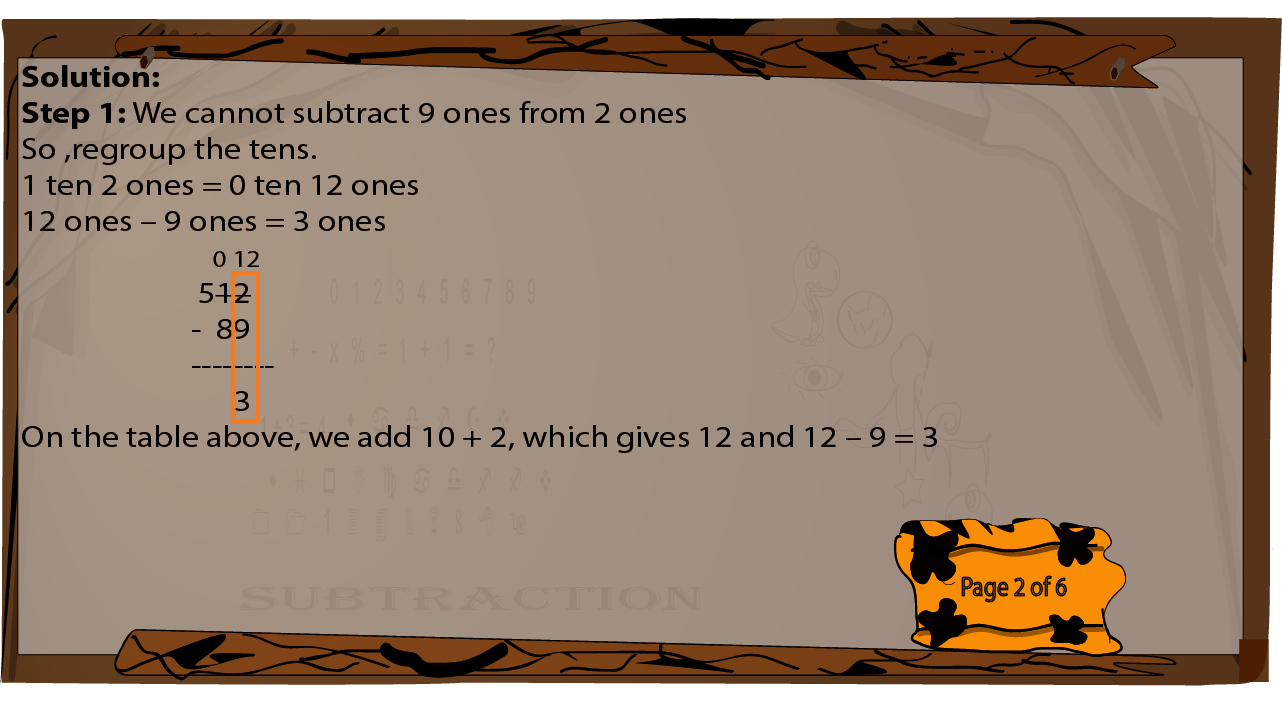 Solution:
Step 1: We cannot subtract 9 ones from 2 ones
So ,regroup the tens.
1 ten 2 ones = 0 ten 12 ones
12 ones – 9 ones = 3 ones
0 12
512
- 89
--------
3
On the table above, we add 10 + 2, which gives 12 and 12 – 9 = 3
0 1 2 3 4 5 6 7 8 9
+ - x % = 1 + 1 = ?
SUBTRACTION
Page 2 of 6